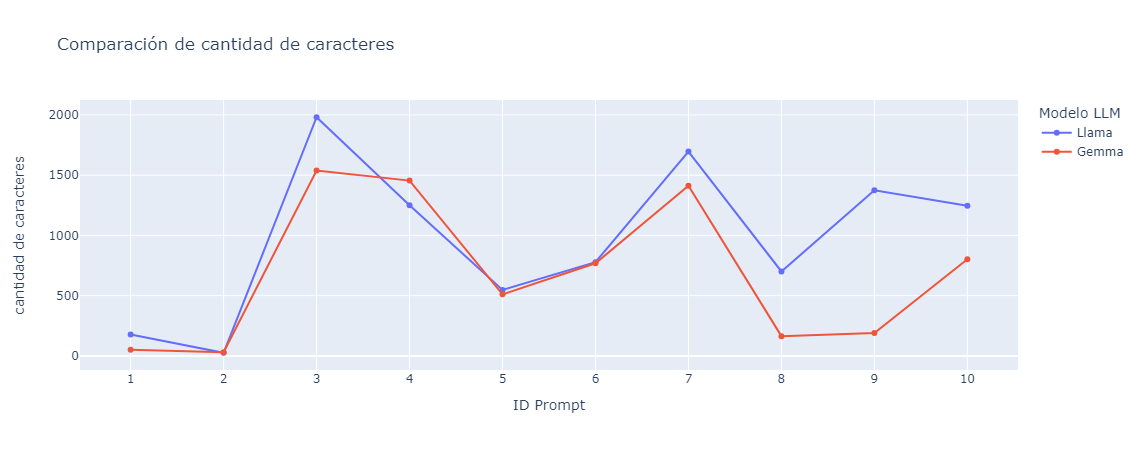 Comparación de cantidad de caracteres
Modelo LLM
Llama
Gemma
cantidad de caracteres
2000
1500
1000
500
0
1 2 3 4 5 6 7 8 9 10
ID Prompt